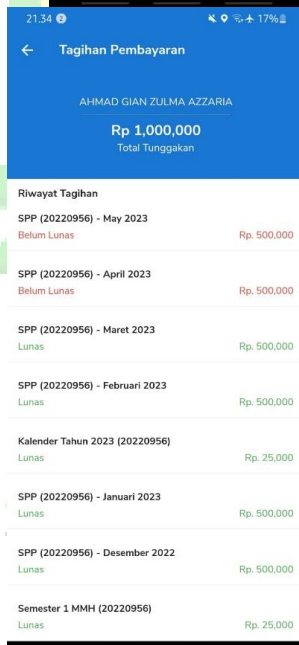 21.34
17%
Tagihan Pembayaran
AHMAD GIAN ZULMA AZZARIA
Rp 1,000,000
Total Tunggakan
Riwayat Tagihan
SPP (20220956) - May 2023
Belum Lunas Rp. 500,000
SPP (20220956) - April 2023
Belum Lunas Rp. 500,000
SPP (20220956) - Maret 2023
Lunas Rp. 500,000
SPP (20220956) - Februari 2023
Lunas Rp. 500,000
Kalender Tahun 2023 (20220956)
Lunas Rp. 25,000
SPP (20220956) - Januari 2023
Lunas Rp. 500,000
SPP (20220956) - Desember 2022
Lunas Rp. 500,000
Semester 1 MMH (20220956)
Lunas Rp. 25,000